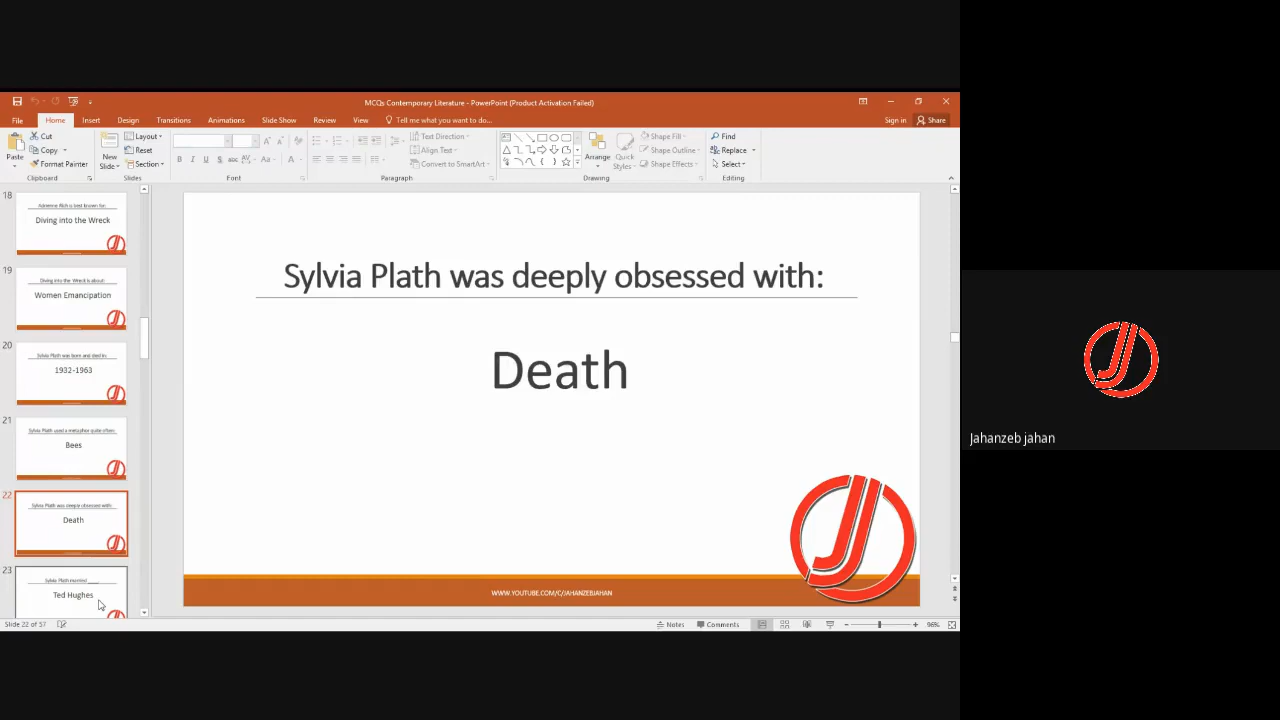 MCQs Contemporary Literature - PowerPoint (Product Activation Failed)
File Home Insert Design Transitions Animations Slide Show Review View Tell me what you want to do... Sign in Share
Paste
Cut
Copy
Format Painter
Clipboard
New Slide
Layout
Reset
Section
Slides
B I U S abc AV Aa A
Font
Text Direction
Align Text
Convert to SmartArt
Paragraph
Arrange
Quick Styles
Shape Fill
Shape Outline
Shape Effects
Drawing
Find
Replace
Select
Editing
18
Adrienne Rich is best known for:
Diving into the Wreck
19
Diving into the Wreck is about:
Women Emancipation
20
Sylvia Plath was born and died in:
1932-1963
21
Sylvia Plath used a metaphor quite often:
Bees
22
Sylvia Plath was deeply obsessed with:
Death
23
Sylvia Plath married ____
Ted Hughes
Sylvia Plath was deeply obsessed with:
Death
WWW.YOUTUBE.COM/C/JAHANZEBJAHAN
Jahanzeb jahan
Slide 22 of 57 Notes Comments 96%